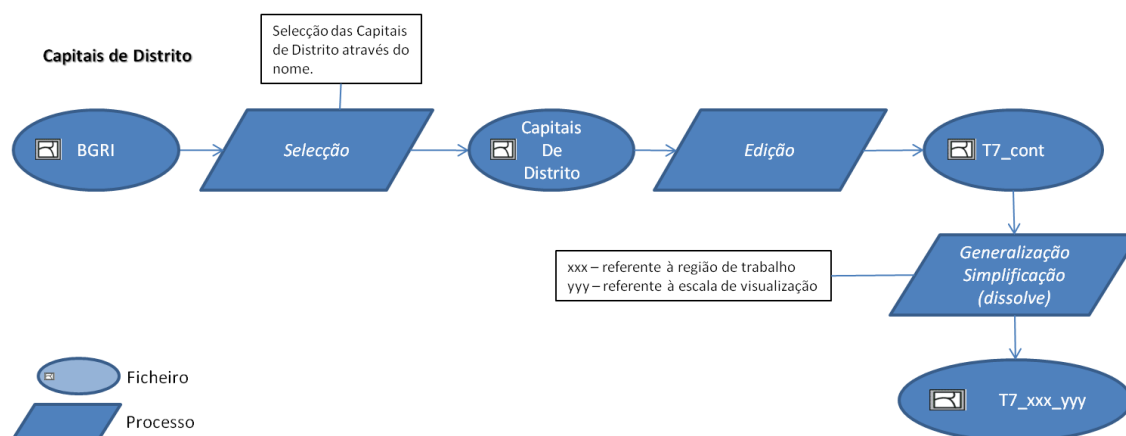 Capitais de Distrito
Selecção das Capitais
de Distrito através do
nome.
BGRI
Selecção
Capitais
De
Distrito
Edição
T7_cont
xxx – referente à região de trabalho
yyy – referente à escala de visualização
Generalização
Simplificação
(dissolve)
T7_xxx_yyy
Ficheiro
Processo